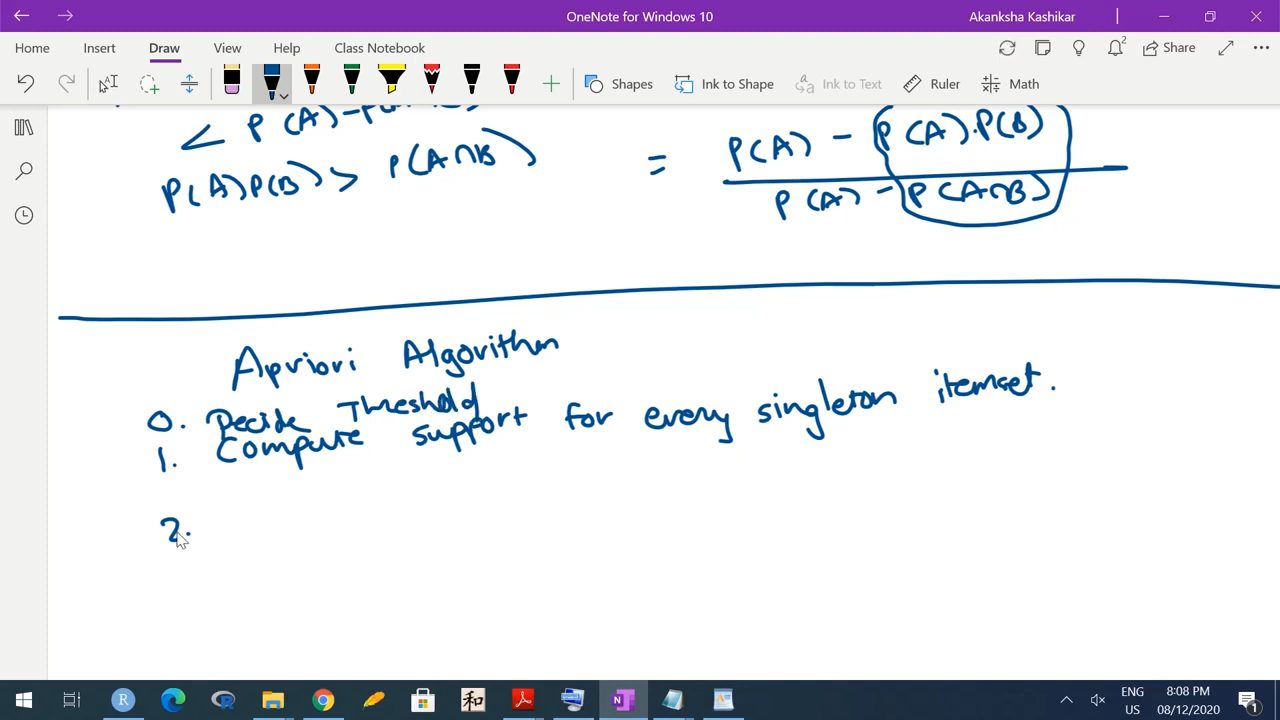 OneNote for Windows 10
Akanksha Kashikar
Home Insert Draw View Help Class Notebook
2
Share
Shapes
Ink to Shape
Ink to Text
Ruler
Math
< P(A) -
P(A)P(B) > P(A∩B)
= P(A) - P(A).P(B)
P(A) - P(A∩B)
Apriori Algorithm
0. Decide Threshold
1. Compute support for every singleton itemset.
2.
ENG
US
8:08 PM
08/12/2020
1